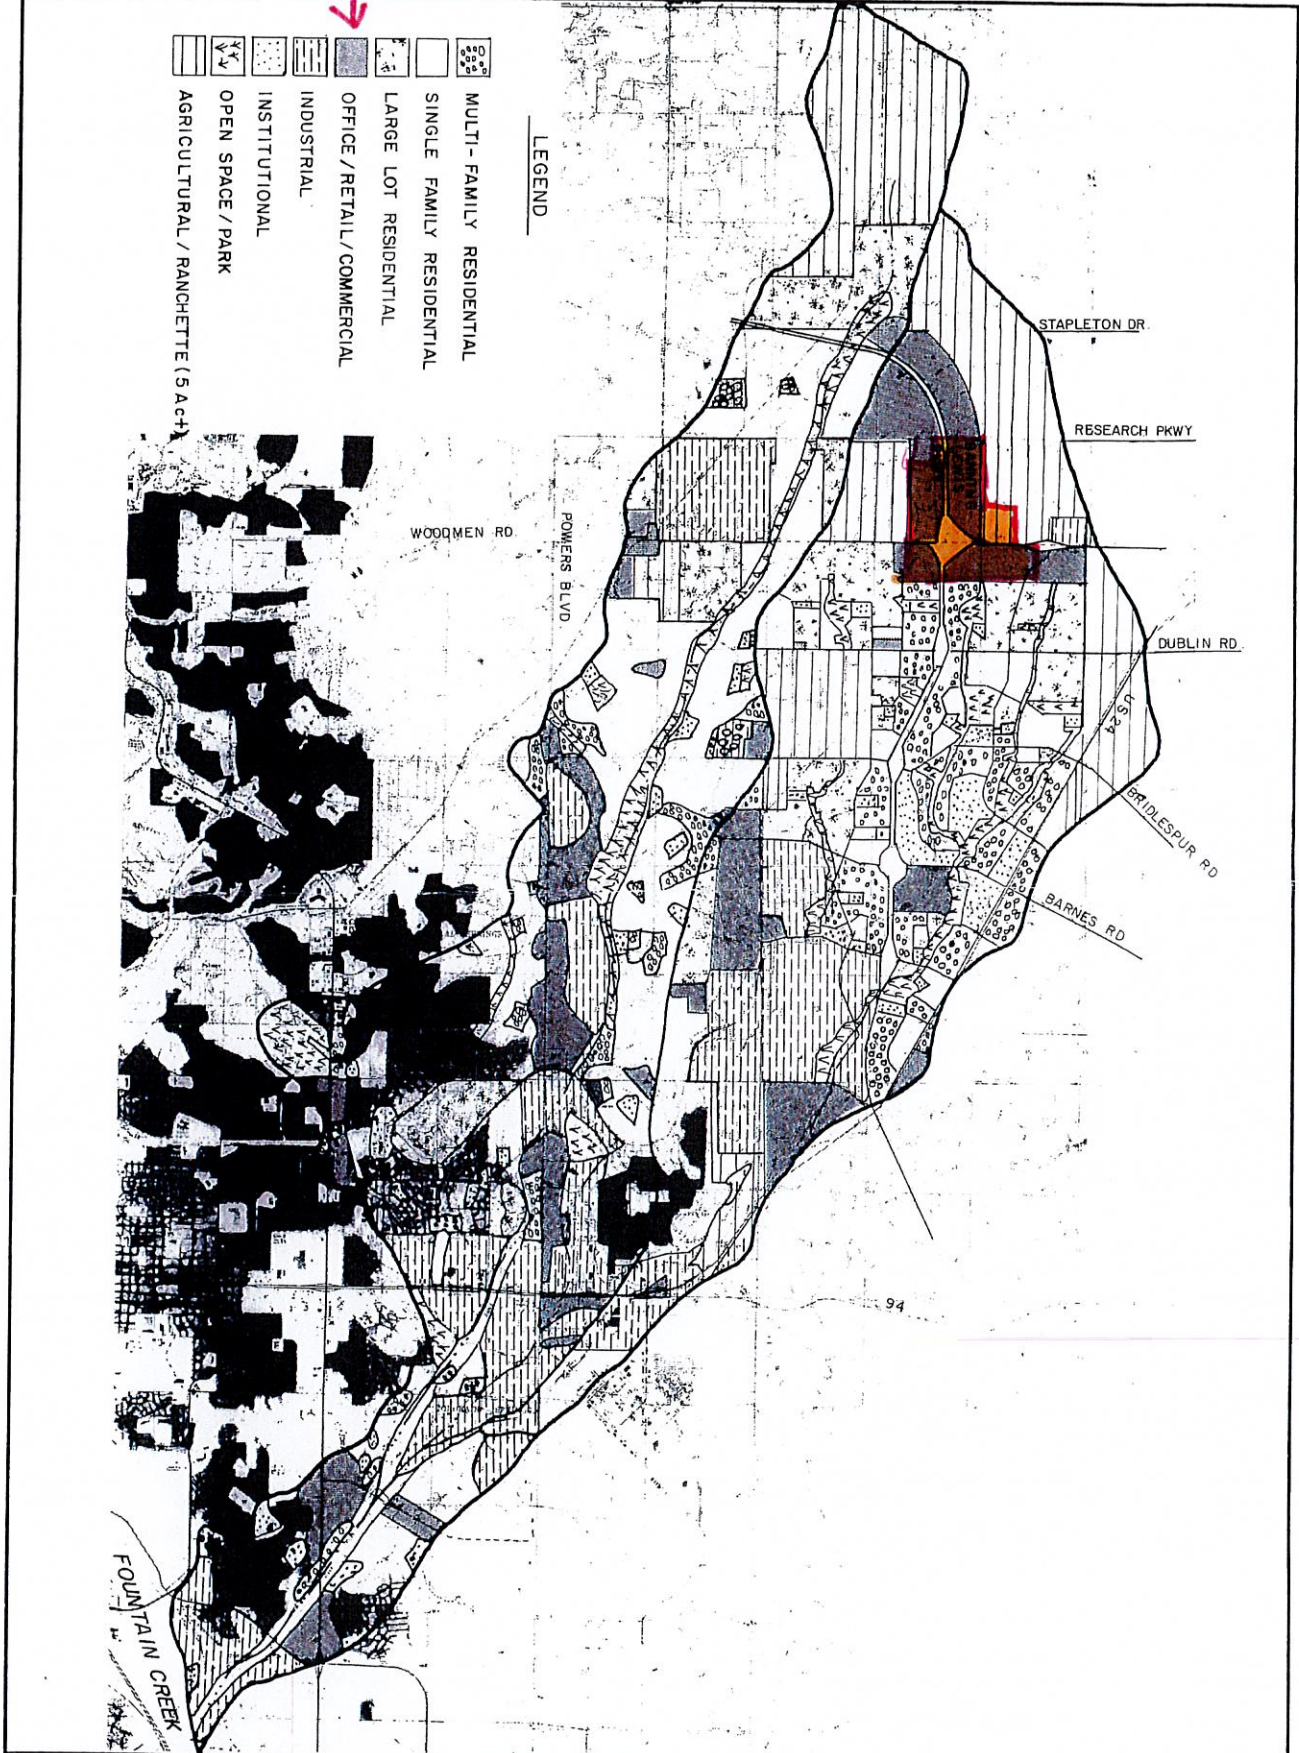 LEGEND
MULTI-FAMILY RESIDENTIAL
SINGLE FAMILY RESIDENTIAL
LARGE LOT RESIDENTIAL
OFFICE/RETAIL/COMMERCIAL
INDUSTRIAL
INSTITUTIONAL
OPEN SPACE/PARK
AGRICULTURAL/RANCHETTE (5 Ac+)
STAPLETON DR.
RESEARCH PKWY
WOODMEN RD.
POWERS BLVD
DUBLIN RD.
US 24
BRIDLESPUR RD
BARNES RD
94
FOUNTAIN CREEK